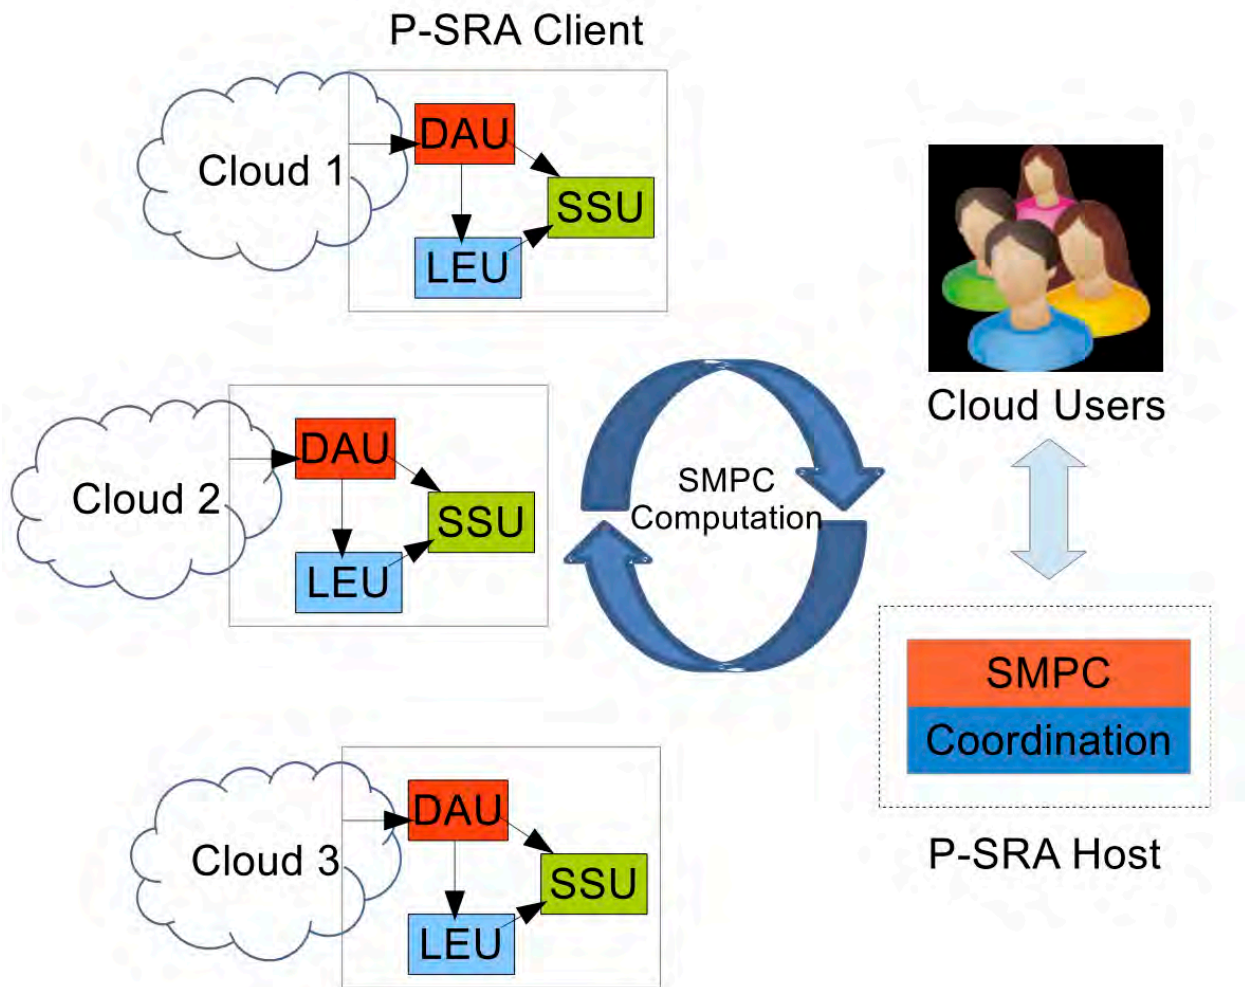 P-SRA Client
Cloud 1
DAU
SSU
LEU
Cloud 2
DAU
SSU
LEU
Cloud 3
DAU
SSU
LEU
SMPC
Computation
Cloud Users
SMPC
Coordination
P-SRA Host